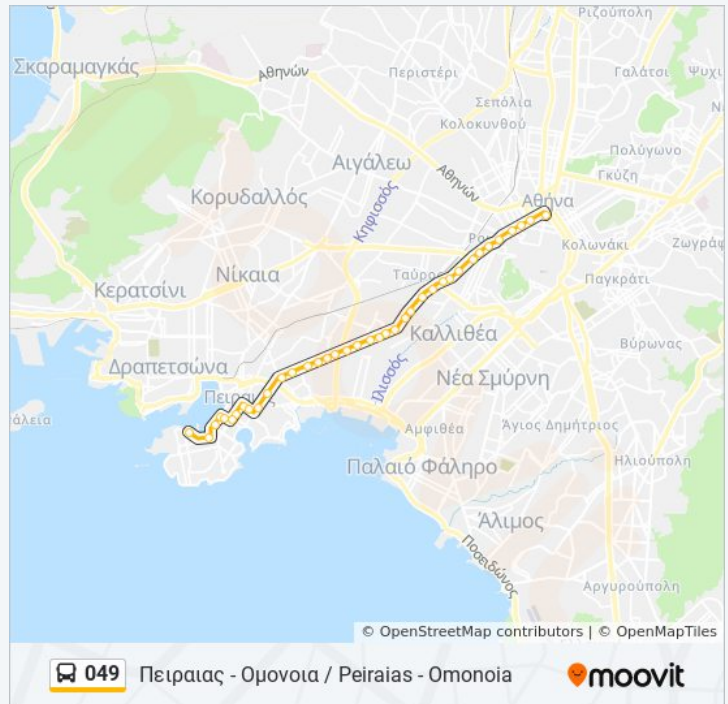 Ριζούπολη
Σκαραμαγκάς
Αθηνών
Περιστέρι
Γαλάτσι
Ψυχι
Σεπόλια
Κολοκυνθού
Αιγάλεω
Πολύγωνο
Γκύζη
Κορυδαλλός
Κηφισσός
Αθηνών
Αθήνα
Κολωνάκι
Ζωγράφ
Νίκαια
Ταύρος
Παγκράτι
Κερατσίνι
Καλλιθέα
Βύρωνας
Δραπετσώνα
Ιλισσός
Νέα Σμύρνη
Πειραιάς
Αμφιθέα
Άγιος Δημήτριος
Ηλιούπολη
Παλαιό Φάληρο
Άλιμος
Ποσειδώνος
Αργυρούπολη
© OpenStreetMap contributors | © OpenMapTiles
049 Πειραιας - Ομονοια / Peiraias - Omonoia moovit